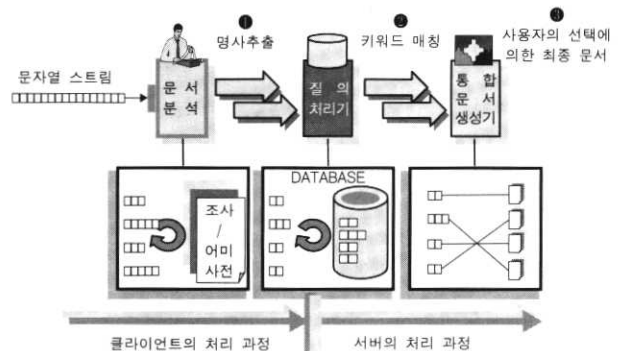 ❶
명사추출
❷
키워드 매칭
❸
사용자의 선택에
의한 최종 문서
문자열 스트림
문 서
분 석
질 의
처리기
통 합
문 서
생성기
조사
/
어미
사전
DATABASE
클라이언트의 처리 과정
서버의 처리 과정